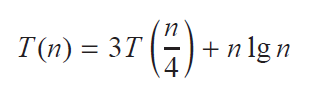 T(n) = 3T(n/4) + n lg n